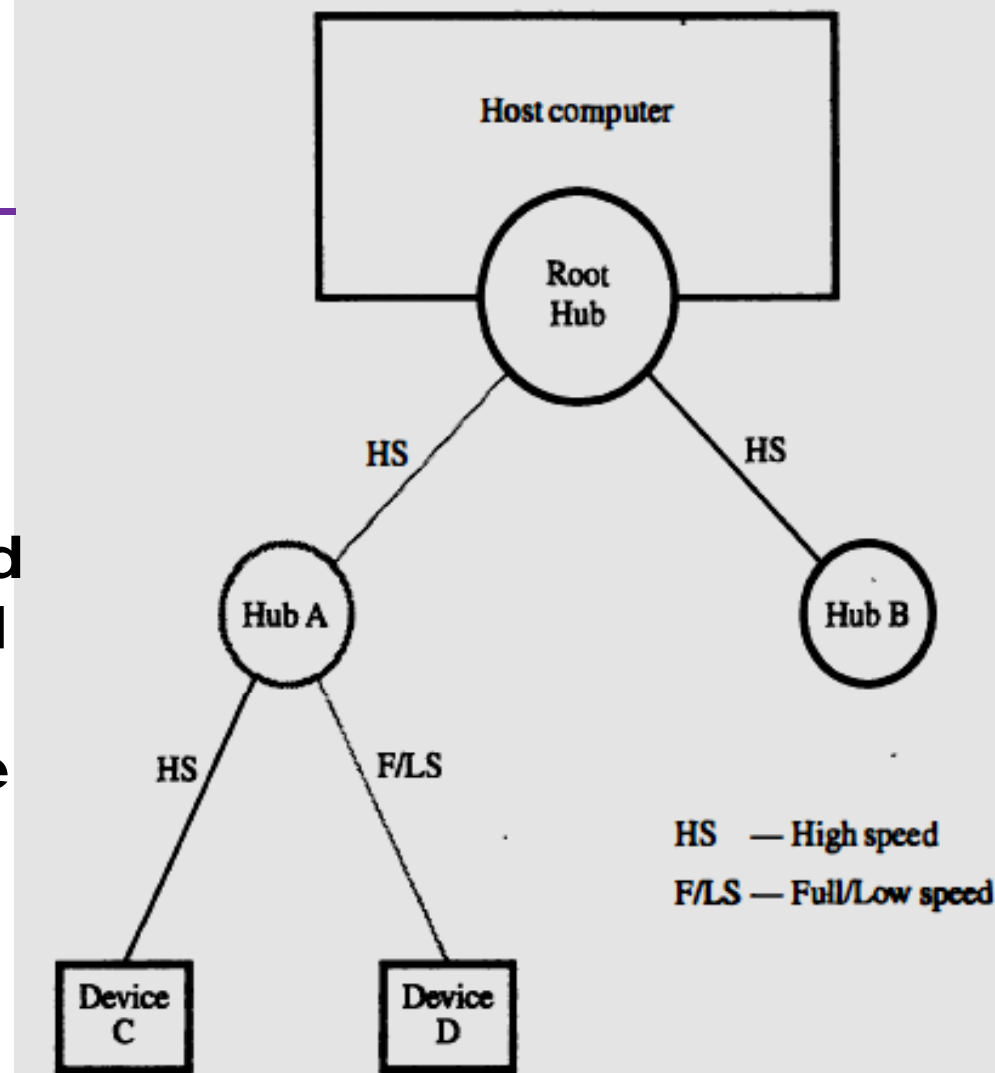 Host computer
Root
Hub
HS
HS
d
Hub A
Hub B
l
HS
F/LS
e
HS — High speed
F/LS — Full/Low speed
Device
C
Device
D